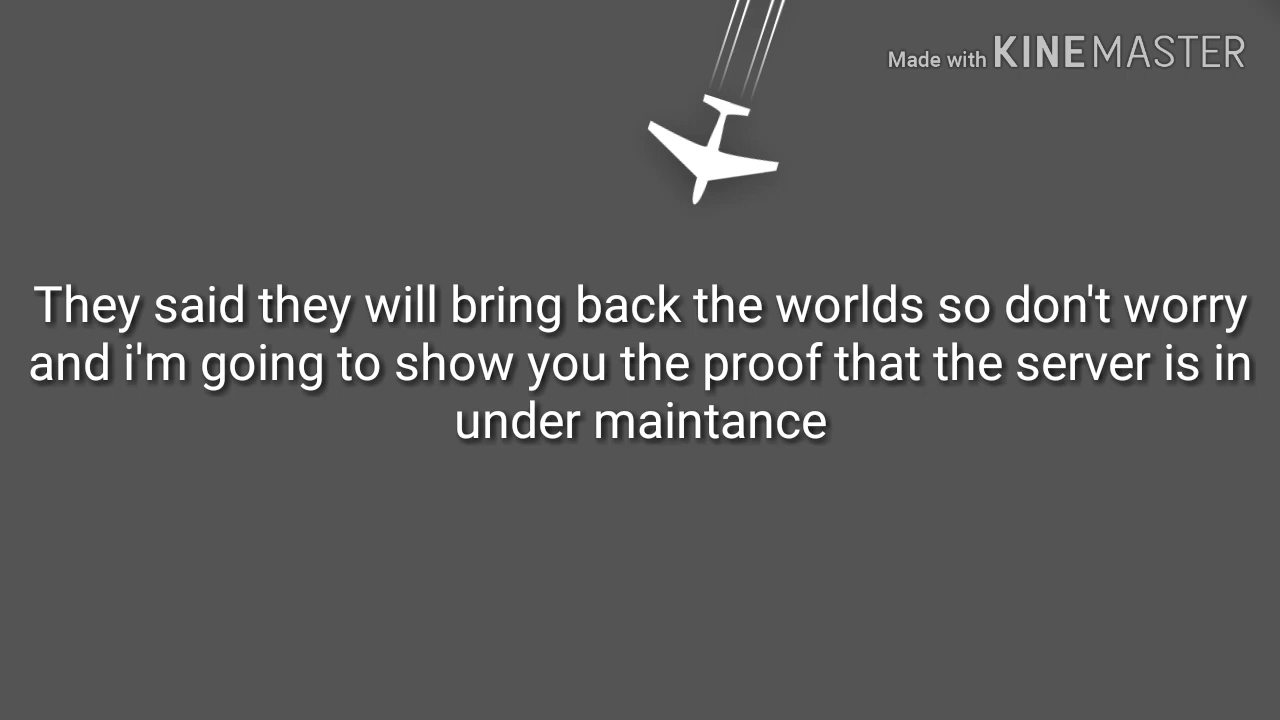 Made with KINEMASTER
They said they will bring back the worlds so don't worry
and i'm going to show you the proof that the server is in
under maintance